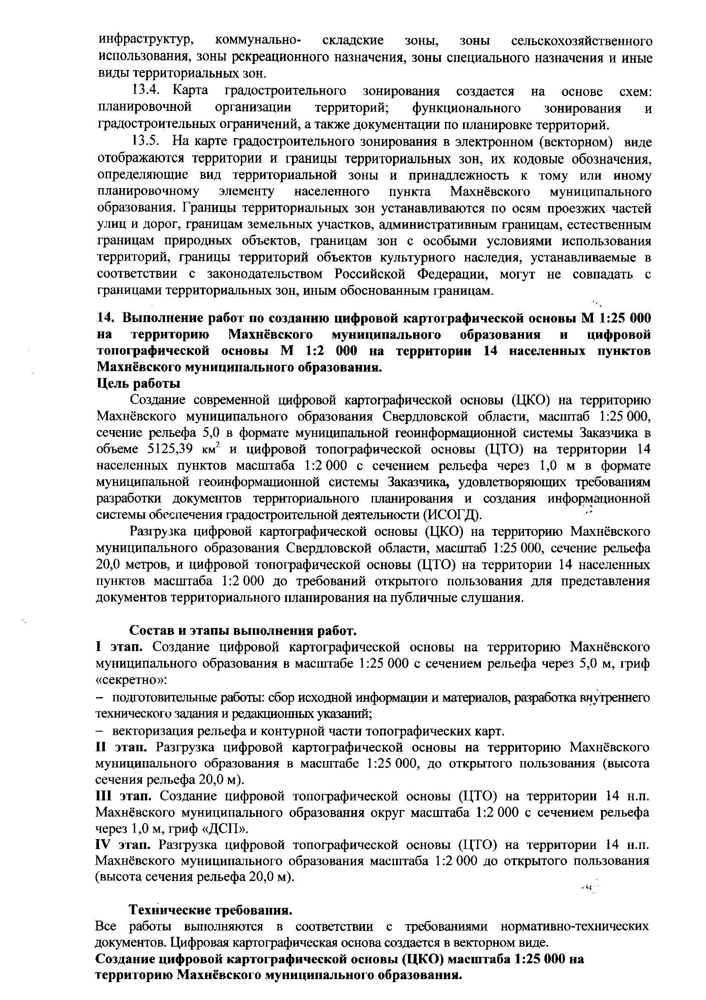 инфраструктур, коммунально- складские зоны, зоны сельскохозяйственного
использования, зоны рекреационного назначения, зоны специального назначения и иные
виды территориальных зон.
13.4. Карта градостроительного зонирования создается на основе схем:
планировочной организации территорий; функционального зонирования и
градостроительных ограничений, а также документации по планировке территорий.
13.5. На карте градостроительного зонирования в электронном (векторном) виде
отображаются территории и границы территориальных зон, их кодовые обозначения,
определяющие вид территориальной зоны и принадлежность к тому или иному
планировочному элементу населенного пункта Махнёвского муниципального
образования. Границы территориальных зон устанавливаются по осям проезжих частей
улиц и дорог, границам земельных участков, административным границам, естественным
границам природных объектов, границам зон с особыми условиями использования
территорий, границы территорий объектов культурного наследия, устанавливаемые в
соответствии с законодательством Российской Федерации, могут не совпадать с
границами территориальных зон, иным обоснованным границам.
14. Выполнение работ по созданию цифровой картографической основы М 1:25 000
на территорию Махнёвского муниципального образования и цифровой
топографической основы М 1:2 000 на территории 14 населенных пунктов
Махнёвского муниципального образования.
Цель работы
Создание современной цифровой картографической основы (ЦКО) на территорию
Махнёвского муниципального образования Свердловской области, масштаб 1:25 000,
сечение рельефа 5,0 в формате муниципальной геоинформационной системы Заказчика в
объеме 5125,39 км² и цифровой топографической основы (ЦТО) на территории 14
населенных пунктов масштаба 1:2 000 с сечением рельефа через 1,0 м в формате
муниципальной геоинформационной системы Заказчика, удовлетворяющих требованиям
разработки документов территориального планирования и создания информационной
системы обеспечения градостроительной деятельности (ИСОГД).
Разгрузка цифровой картографической основы (ЦКО) на территорию Махнёвского
муниципального образования Свердловской области, масштаб 1:25 000, сечение рельефа
20,0 метров, и цифровой топографической основы (ЦТО) на территории 14 населенных
пунктов масштаба 1:2 000 до требований открытого пользования для представления
документов территориального планирования на публичные слушания.
Состав и этапы выполнения работ.
I этап. Создание цифровой картографической основы на территорию Махнёвского
муниципального образования в масштабе 1:25 000 с сечением рельефа через 5,0 м, гриф
«секретно»:
– подготовительные работы: сбор исходной информации и материалов, разработка внутреннего
технического задания и редакционных указаний;
– векторизация рельефа и контурной части топографических карт.
II этап. Разгрузка цифровой картографической основы на территорию Махнёвского
муниципального образования в масштабе 1:25 000, до открытого пользования (высота
сечения рельефа 20,0 м).
III этап. Создание цифровой топографической основы (ЦТО) на территории 14 н.п.
Махнёвского муниципального образования округ масштаба 1:2 000 с сечением рельефа
через 1,0 м, гриф «ДСП».
IV этап. Разгрузка цифровой топографической основы (ЦТО) на территории 14 н.п.
Махнёвского муниципального образования масштаба 1:2 000 до открытого пользования
(высота сечения рельефа 20,0 м).
Технические требования.
Все работы выполняются в соответствии с требованиями нормативно-технических
документов. Цифровая картографическая основа создается в векторном виде.
Создание цифровой картографической основы (ЦКО) масштаба 1:25 000 на
территорию Махнёвского муниципального образования.